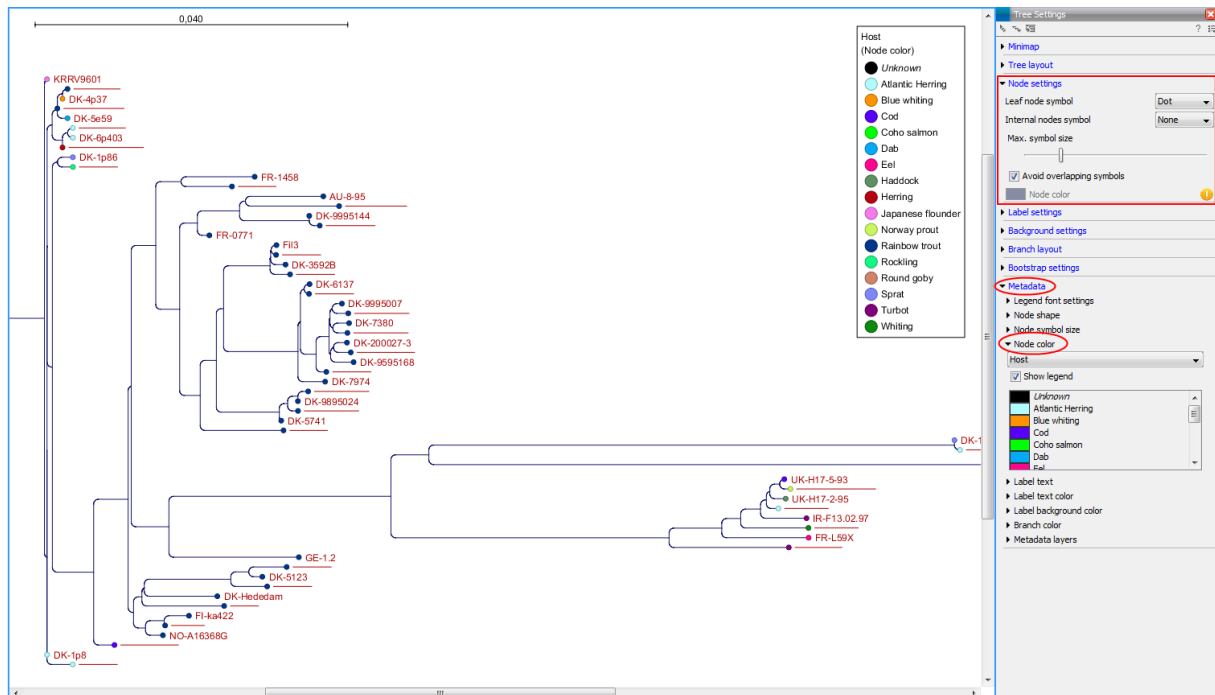 0,040
KRRV9601
DK-4p37
DK-5e59
DK-6p403
DK-1p86
FR-1458
AU-8-95
DK-9995144
FR-0771
Fil3
DK-3592B
DK-6137
DK-9995007
DK-7380
DK-200027-3
DK-9595168
DK-7974
DK-9895024
DK-5741
DK-1
UK-H17-5-93
UK-H17-2-95
IR-F13.02.97
FR-L59X
GE-1.2
DK-5123
DK-Hededam
FI-ka422
NO-A16368G
DK-1p8
Host
(Node color)
Unknown
Atlantic Herring
Blue whiting
Cod
Coho salmon
Dab
Eel
Haddock
Herring
Japanese flounder
Norway prout
Rainbow trout
Rockling
Round goby
Sprat
Turbot
Whiting
Tree Settings
?
Minimap
Tree layout
Node settings
Leaf node symbol Dot
Internal nodes symbol None
Max. symbol size
Avoid overlapping symbols
Node color
Label settings
Background settings
Branch layout
Bootstrap settings
Metadata
Legend font settings
Node shape
Node symbol size
Node color
Host
Show legend
Unknown
Atlantic Herring
Blue whiting
Cod
Coho salmon
Dab
Eel
Label text
Label text color
Label background color
Branch color
Metadata layers